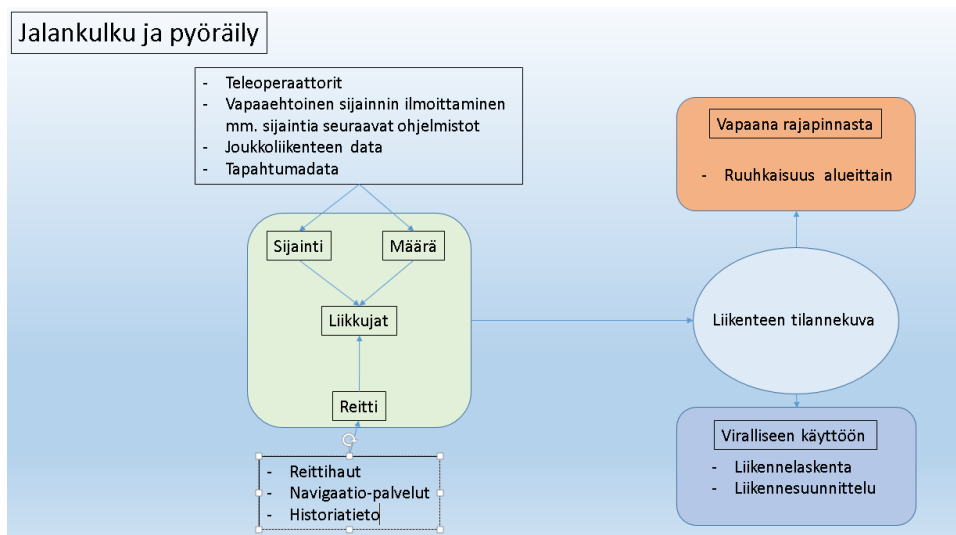 Jalankulku ja pyöräily
- Teleoperaattorit
- Vapaaehtoinen sijainnin ilmoittaminen
mm. sijaintia seuraavat ohjelmistot
- Joukkoliikenteen data
- Tapahtumadata
Sijainti
Määrä
Liikkujat
Reitti
- Reittihaut
- Navigaatio-palvelut
- Historiatieto
Vapaana rajapinnasta
- Ruuhkaisuus alueittain
Liikenteen tilannekuva
Viralliseen käyttöön
- Liikennelaskenta
- Liikennesuunnittelu